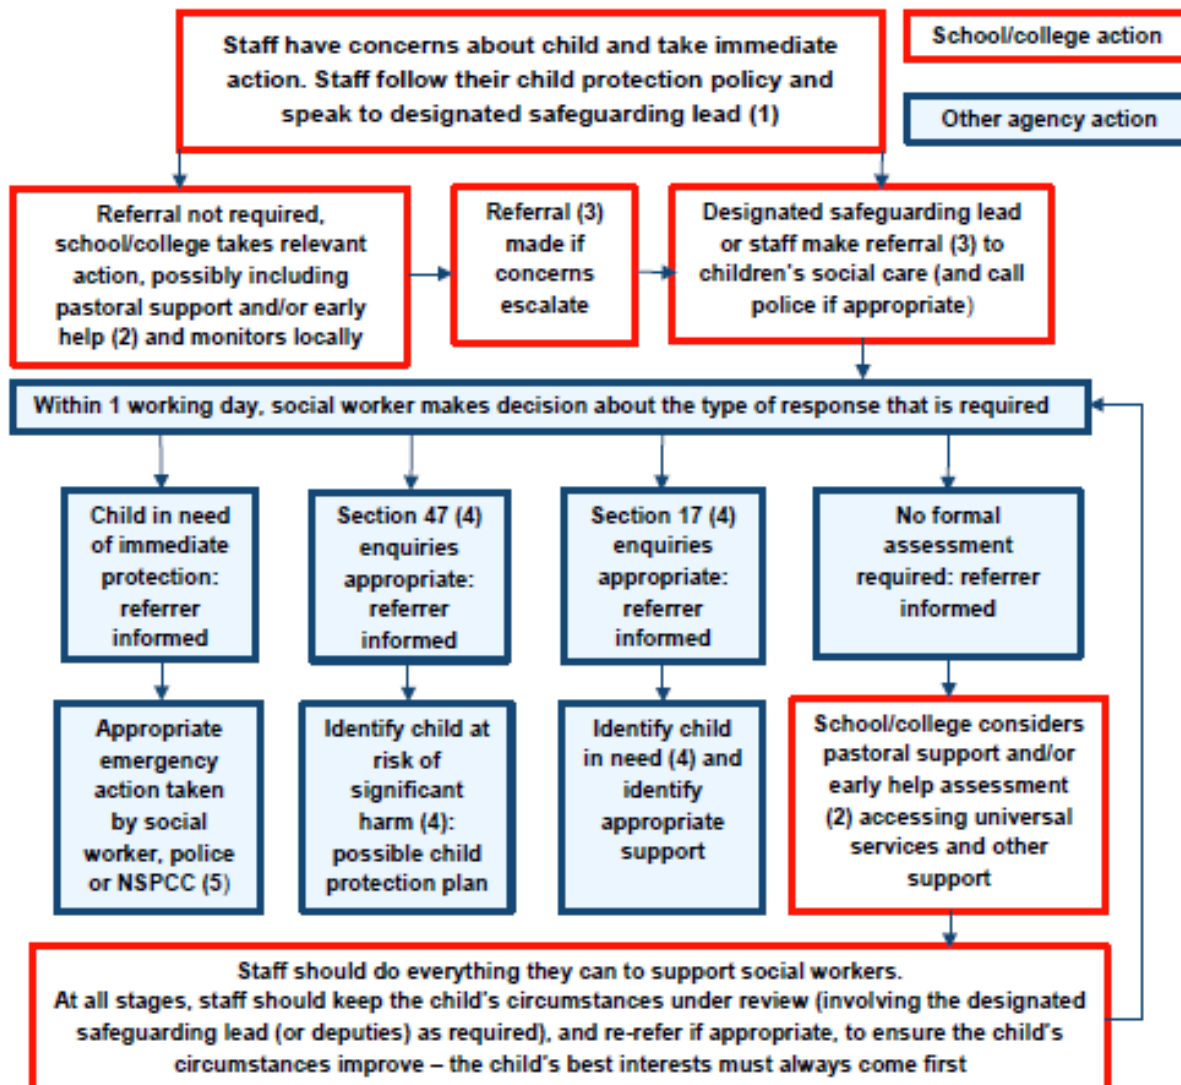 Staff have concerns about child and take immediate
action. Staff follow their child protection policy and
speak to designated safeguarding lead (1)
School/college action
Other agency action
Referral not required,
school/college takes relevant
action, possibly including
pastoral support and/or early
help (2) and monitors locally
Referral (3)
made if
concerns
escalate
Designated safeguarding lead
or staff make referral (3) to
children's social care (and call
police if appropriate)
Within 1 working day, social worker makes decision about the type of response that is required
Child in need
of immediate
protection:
referrer
informed
Section 47 (4)
enquiries
appropriate:
referrer
informed
Section 17 (4)
enquiries
appropriate:
referrer
informed
No formal
assessment
required: referrer
informed
Appropriate
emergency
action taken
by social
worker, police
or NSPCC (5)
Identify child at
risk of
significant
harm (4):
possible child
protection plan
Identify child
in need (4) and
identify
appropriate
support
School/college considers
pastoral support and/or
early help assessment
(2) accessing universal
services and other
support
Staff should do everything they can to support social workers.
At all stages, staff should keep the child's circumstances under review (involving the designated
safeguarding lead (or deputies) as required), and re-refer if appropriate, to ensure the child's
circumstances improve – the child's best interests must always come first